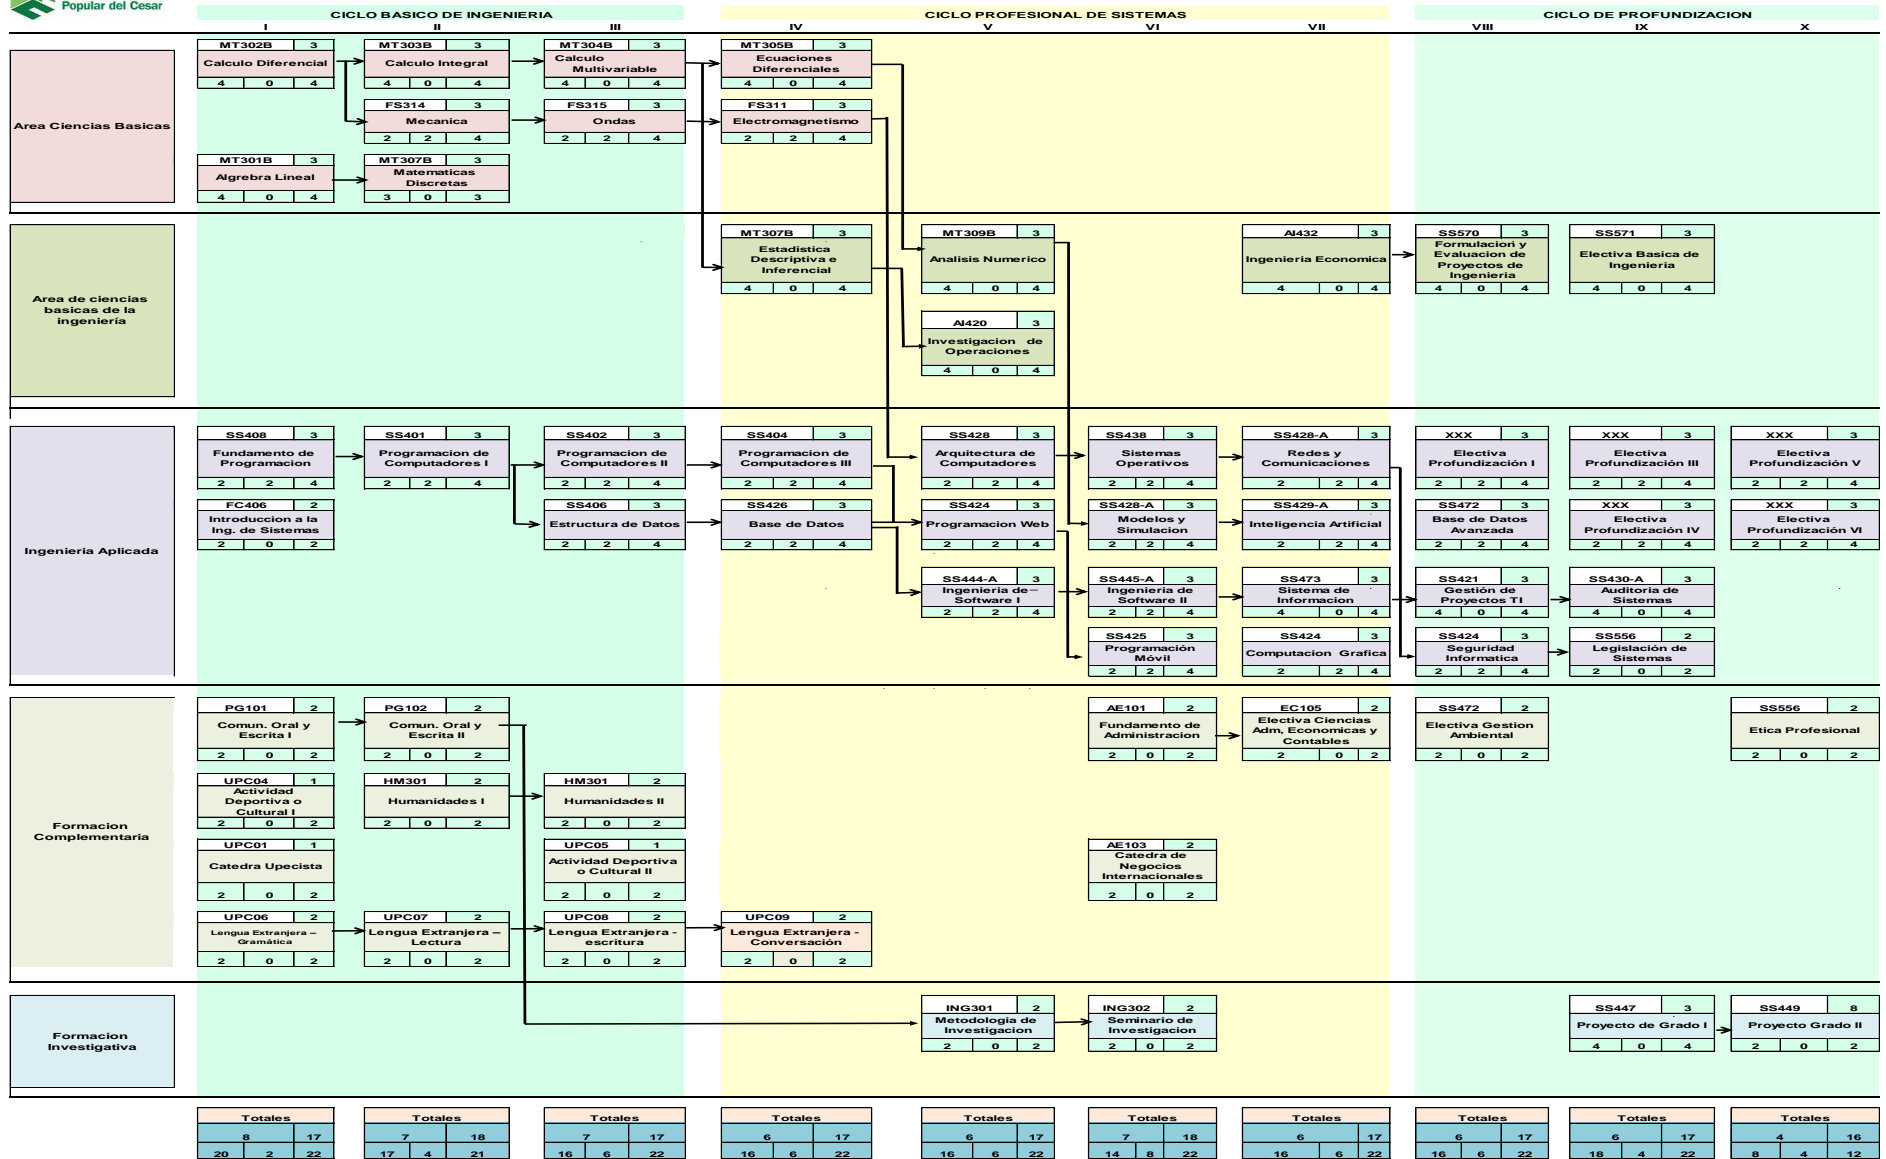 Popular del Cesar
CICLO BASICO DE INGENIERIA
CICLO PROFESIONAL DE SISTEMAS
CICLO DE PROFUNDIZACION
I II III IV V VI VII VIII IX X
Area Ciencias Basicas
MT302B 3
Calculo Diferencial
4 0 4
MT303B 3
Calculo Integral
4 0 4
MT304B 3
Calculo
Multivariable
4 0 4
MT305B 3
Ecuaciones
Diferenciales
4 0 4
FS314 3
Mecanica
2 2 4
FS315 3
Ondas
2 2 4
FS311 3
Electromagnetismo
2 2 4
MT301B 3
Algrebra Lineal
4 0 4
MT307B 3
Matematicas
Discretas
3 0 3
Area de ciencias
basicas de la
ingeniería
MT307B 3
Estadistica
Descriptiva e
Inferencial
4 0 4
MT309B 3
Analisis Numerico
4 0 4
AI432 3
Ingenieria Economica
4 0 4
SS570 3
Formulacion y
Evaluacion de
Proyectos de
Ingenieria
4 0 4
SS571 3
Electiva Basica de
Ingenieria
4 0 4
AI420 3
Investigacion de
Operaciones
4 0 4
Ingenieria Aplicada
SS408 3
Fundamento de
Programacion
2 2 4
SS401 3
Programacion de
Computadores I
2 2 4
SS402 3
Programacion de
Computadores II
2 2 4
SS404 3
Programacion de
Computadores III
2 2 4
SS428 3
Arquitectura de
Computadores
2 2 4
SS438 3
Sistemas
Operativos
2 2 4
SS428-A 3
Redes y
Comunicaciones
2 2 4
XXX 3
Electiva
Profundización I
2 2 4
XXX 3
Electiva
Profundización III
2 2 4
XXX 3
Electiva
Profundización V
2 2 4
FC406 2
Introduccion a la
Ing. de Sistemas
2 0 2
SS406 3
Estructura de Datos
2 2 4
SS426 3
Base de Datos
2 2 4
SS424 3
Programacion Web
2 2 4
SS428-A 3
Modelos y
Simulacion
2 2 4
SS429-A 3
Inteligencia Artificial
2 2 4
SS472 3
Base de Datos
Avanzada
2 2 4
XXX 3
Electiva
Profundización IV
2 2 4
XXX 3
Electiva
Profundización VI
2 2 4
SS444-A 3
Ingenieria de
Software I
2 2 4
SS445-A 3
Ingenieria de
Software II
2 2 4
SS473 3
Sistema de
Informacion
4 0 4
SS421 3
Gestión de
Proyectos TI
4 0 4
SS430-A 3
Auditoria de
Sistemas
4 0 4
SS425 3
Programación
Móvil
2 2 4
SS424 3
Computacion Grafica
2 2 4
SS424 3
Seguridad
Informatica
2 2 4
SS556 2
Legislación de
Sistemas
2 0 2
Formacion
Complementaria
PG101 2
Comun. Oral y
Escrita I
2 0 2
PG102 2
Comun. Oral y
Escrita II
2 0 2
AE101 2
Fundamento de
Administracion
2 0 2
EC105 2
Electiva Ciencias
Adm, Economicas y
Contables
2 0 2
SS472 2
Electiva Gestion
Ambiental
2 0 2
SS556 2
Etica Profesional
2 0 2
UPC04 1
Actividad
Deportiva o
Cultural I
2 0 2
HM301 2
Humanidades I
2 0 2
HM301 2
Humanidades II
2 0 2
UPC01 1
Catedra Upecista
2 0 2
UPC05 1
Actividad Deportiva
o Cultural II
2 0 2
AE103 2
Catedra de
Negocios
Internacionales
2 0 2
UPC06 2
Lengua Extranjera –
Gramática
2 0 2
UPC07 2
Lengua Extranjera –
Lectura
2 0 2
UPC08 2
Lengua Extranjera -
escritura
2 0 2
UPC09 2
Lengua Extranjera -
Conversación
2 0 2
Formacion
Investigativa
ING301 2
Metodologia de
Investigacion
2 0 2
ING302 2
Seminario de
Investigacion
2 0 2
SS447 3
Proyecto de Grado I
4 0 4
SS449 8
Proyecto Grado II
2 0 2
Totales Totales Totales Totales Totales Totales Totales Totales Totales Totales
8 17 7 18 7 17 6 17 6 17 7 18 6 17 6 17 6 17 4 16
20 2 22 17 4 21 16 6 22 16 6 22 16 6 22 14 8 22 16 6 22 16 6 22 18 4 22 8 4 12